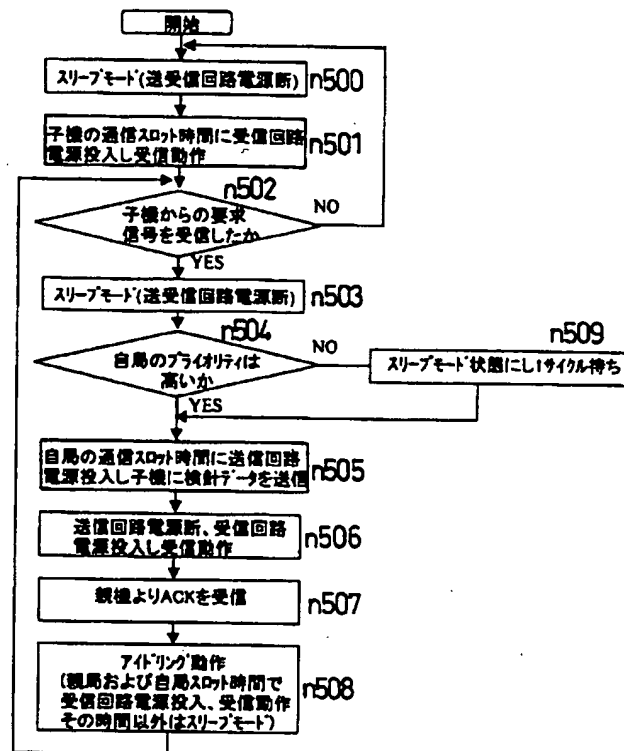 開始
スリープモード(送受信回路電源断)
n500
子機の通信スロット時間に受信回路
電源投入し受信動作
n501
n502
子機からの要求
信号を受信したか
NO
YES
スリープモード(送受信回路電源断)
n503
n504
自局のプライオリティは
高いか
NO
n509
スリープモード状態にし1サイクル待ち
YES
自局の通信スロット時間に送信回路
電源投入し子機に検針データを送信
n505
送信回路電源断、受信回路
電源投入し受信動作
n506
親機よりACKを受信
n507
アイドリング動作
(親局および自局スロット時間で
受信回路電源投入、受信動作
その時間以外はスリープモード)
n508